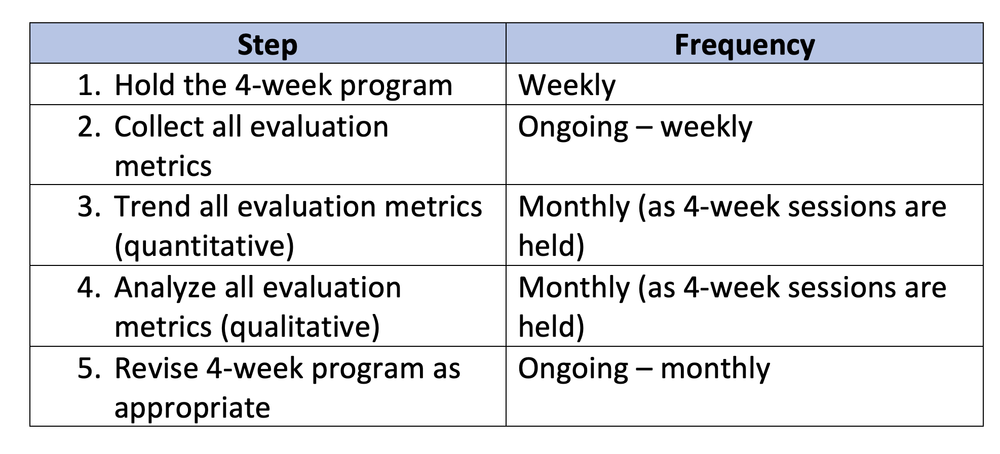 Step Frequency
1. Hold the 4-week program Weekly
2. Collect all evaluation
metrics
Ongoing – weekly
3. Trend all evaluation metrics
(quantitative)
Monthly (as 4-week sessions are
held)
4. Analyze all evaluation
metrics (qualitative)
Monthly (as 4-week sessions are
held)
5. Revise 4-week program as
appropriate
Ongoing – monthly